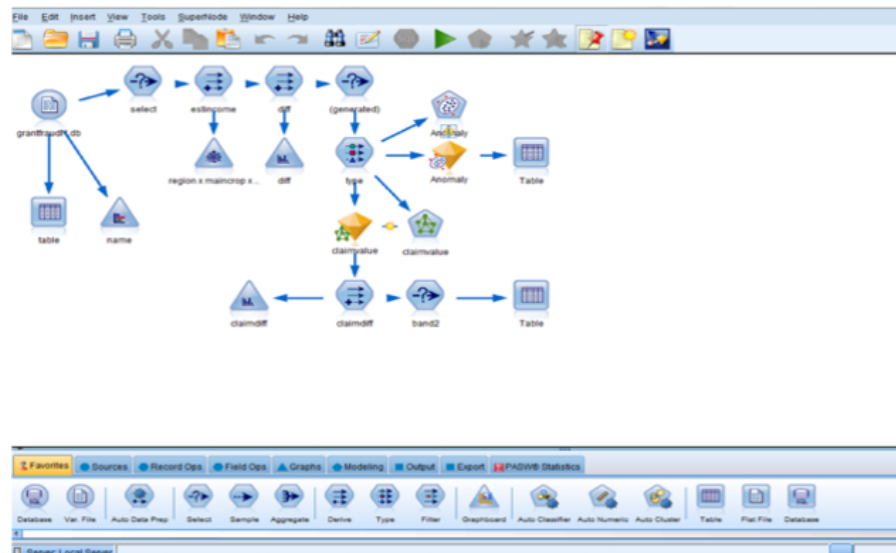 File Edit Insert View Tools SuperNode Window Help
select estincome diff (generated)
Anomaly
region x maincrop x... diff type Anomaly Table
table name
claimvalue claimvalue
claimdiff claimdiff band2 Table
Favorites Sources Record Ops Field Ops Graphs Modeling Output Export PASW® Statistics
Database Var. File Auto Data Prep Select Sample Aggregate Derive Type Filter Graphboard Auto Classifier Auto Numeric Auto Cluster Table Flat File Database
Server: Local Server